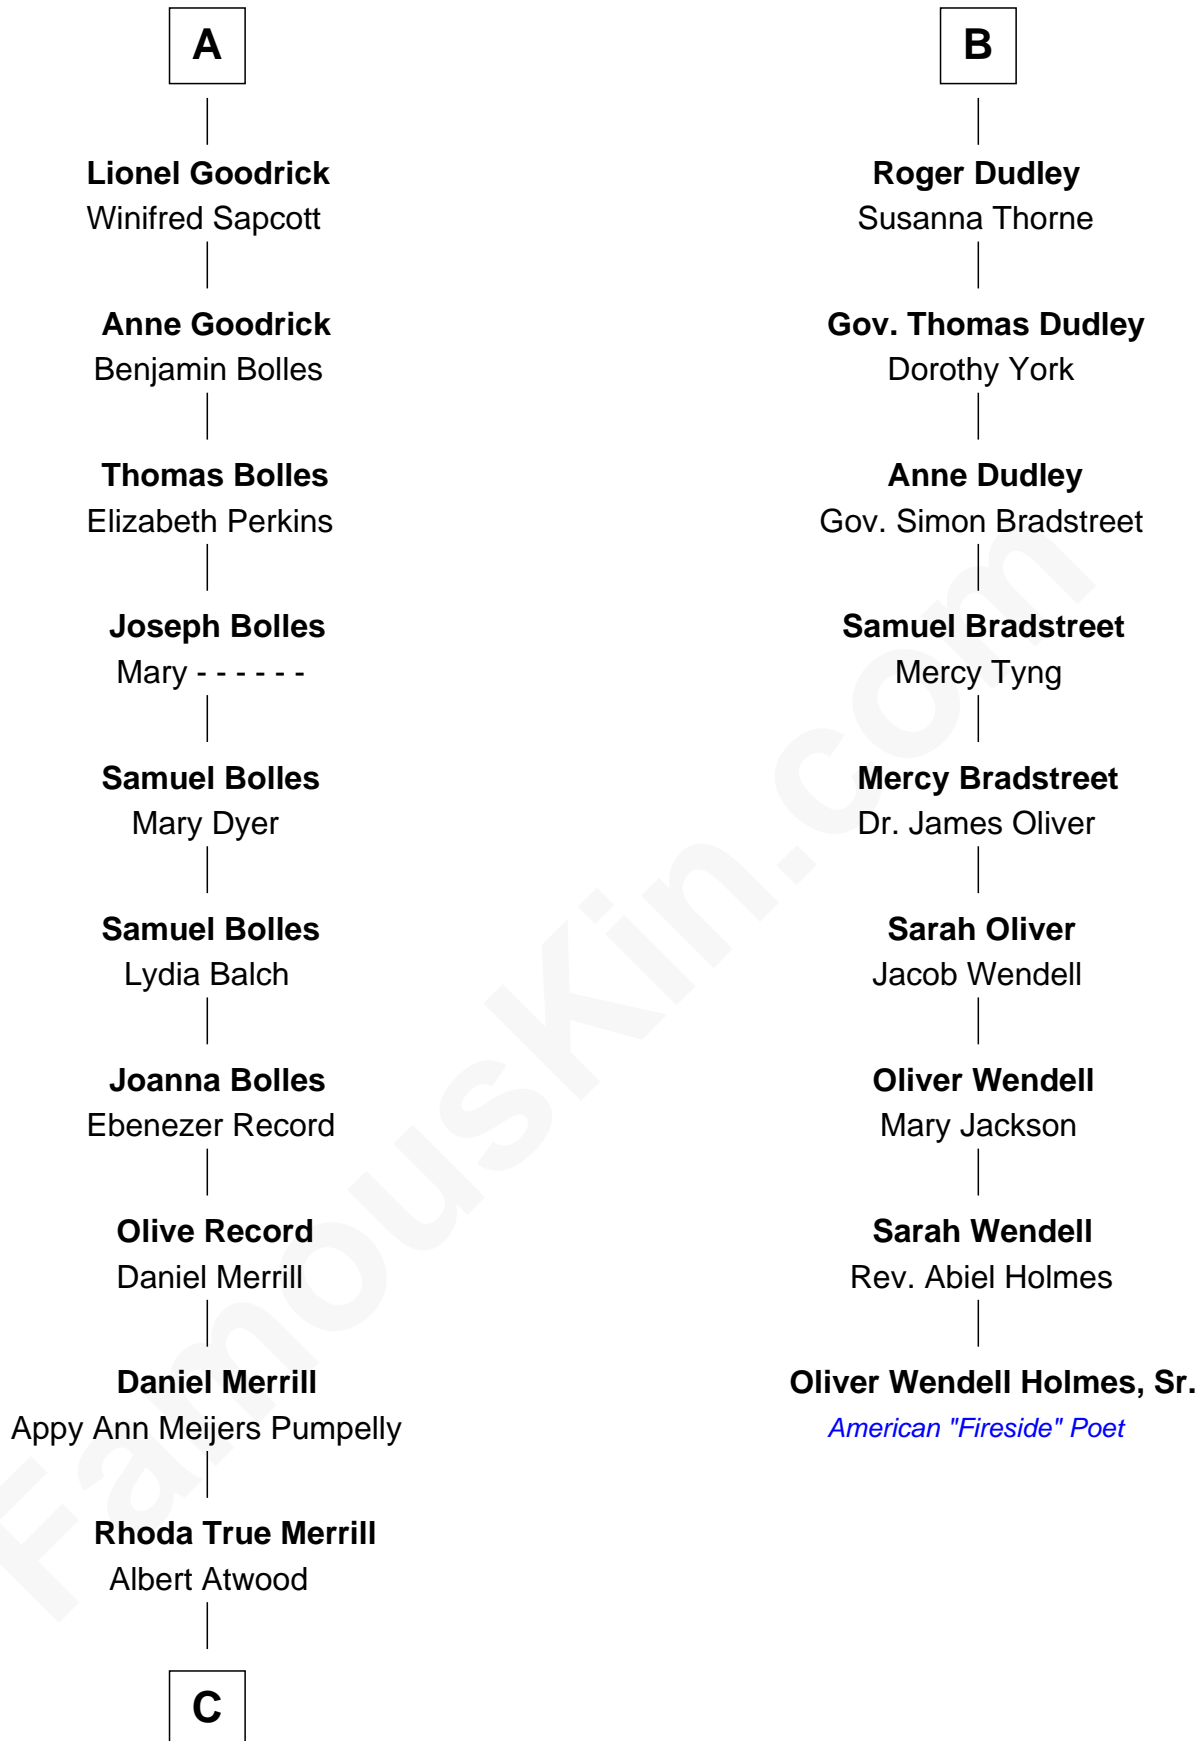 A
Lionel Goodrick
Winifred Sapcott
Anne Goodrick
Benjamin Bolles
Thomas Bolles
Elizabeth Perkins
Joseph Bolles
Mary - - - - - -
Samuel Bolles
Mary Dyer
Samuel Bolles
Lydia Balch
Joanna Bolles
Ebenezer Record
Olive Record
Daniel Merrill
Daniel Merrill
Appy Ann Meijers Pumpelly
Rhoda True Merrill
Albert Atwood
C
B
Roger Dudley
Susanna Thorne
Gov. Thomas Dudley
Dorothy York
Anne Dudley
Gov. Simon Bradstreet
Samuel Bradstreet
Mercy Tyng
Mercy Bradstreet
Dr. James Oliver
Sarah Oliver
Jacob Wendell
Oliver Wendell
Mary Jackson
Sarah Wendell
Rev. Abiel Holmes
Oliver Wendell Holmes, Sr.
American "Fireside" Poet
FamousKin.com